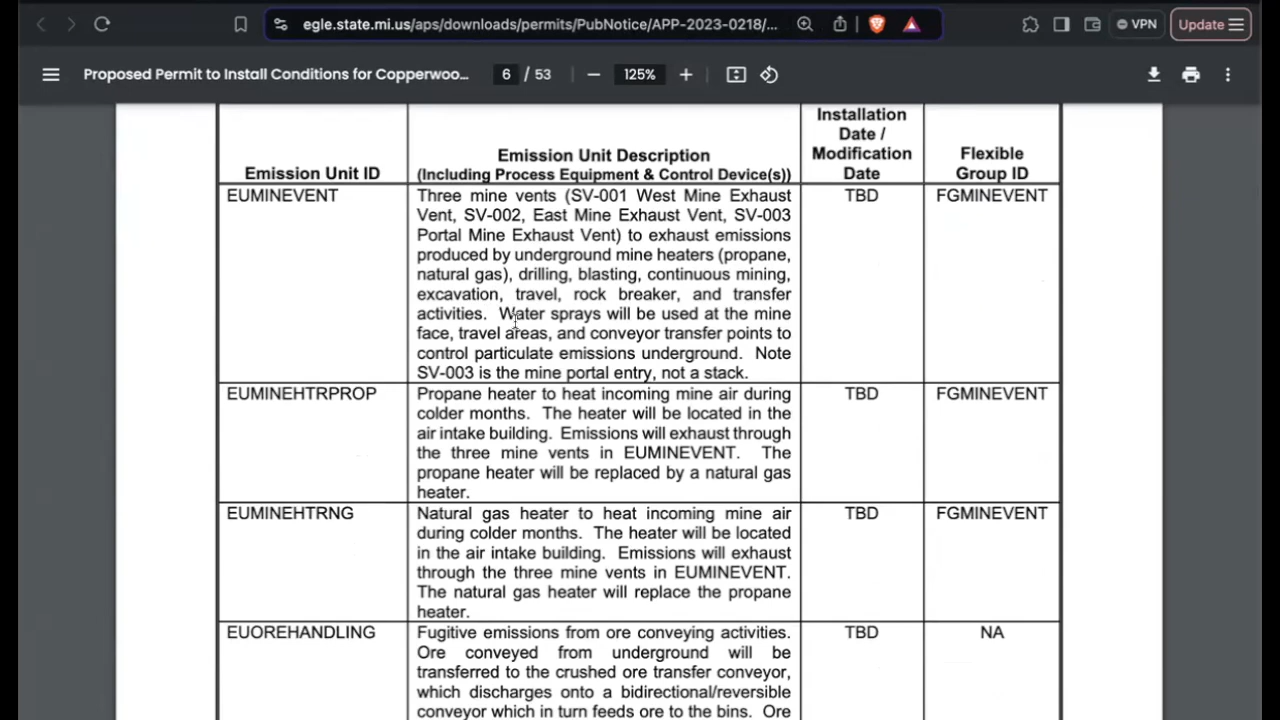 egle.state.mi.us/aps/downloads/permits/PubNotice/APP-2023-0218/...
VPN
Update
Proposed Permit to Install Conditions for Copperwoo...
6 / 53
125%
Emission Unit ID
Emission Unit Description
(Including Process Equipment & Control Device(s))
Installation
Date /
Modification
Date
Flexible
Group ID
EUMINEVENT
Three mine vents (SV-001 West Mine Exhaust
Vent, SV-002, East Mine Exhaust Vent, SV-003
Portal Mine Exhaust Vent) to exhaust emissions
produced by underground mine heaters (propane,
natural gas), drilling, blasting, continuous mining,
excavation, travel, rock breaker, and transfer
activities. Water sprays will be used at the mine
face, travel areas, and conveyor transfer points to
control particulate emissions underground. Note
SV-003 is the mine portal entry, not a stack.
TBD
FGMINEVENT
EUMINEHTRPROP
Propane heater to heat incoming mine air during
colder months. The heater will be located in the
air intake building. Emissions will exhaust through
the three mine vents in EUMINEVENT. The
propane heater will be replaced by a natural gas
heater.
TBD
FGMINEVENT
EUMINEHTRNG
Natural gas heater to heat incoming mine air
during colder months. The heater will be located
in the air intake building. Emissions will exhaust
through the three mine vents in EUMINEVENT.
The natural gas heater will replace the propane
heater.
TBD
FGMINEVENT
EUOREHANDLING
Fugitive emissions from ore conveying activities.
Ore conveyed from underground will be
transferred to the crushed ore transfer conveyor,
which discharges onto a bidirectional/reversible
conveyor which in turn feeds ore to the bins. Ore
TBD
NA